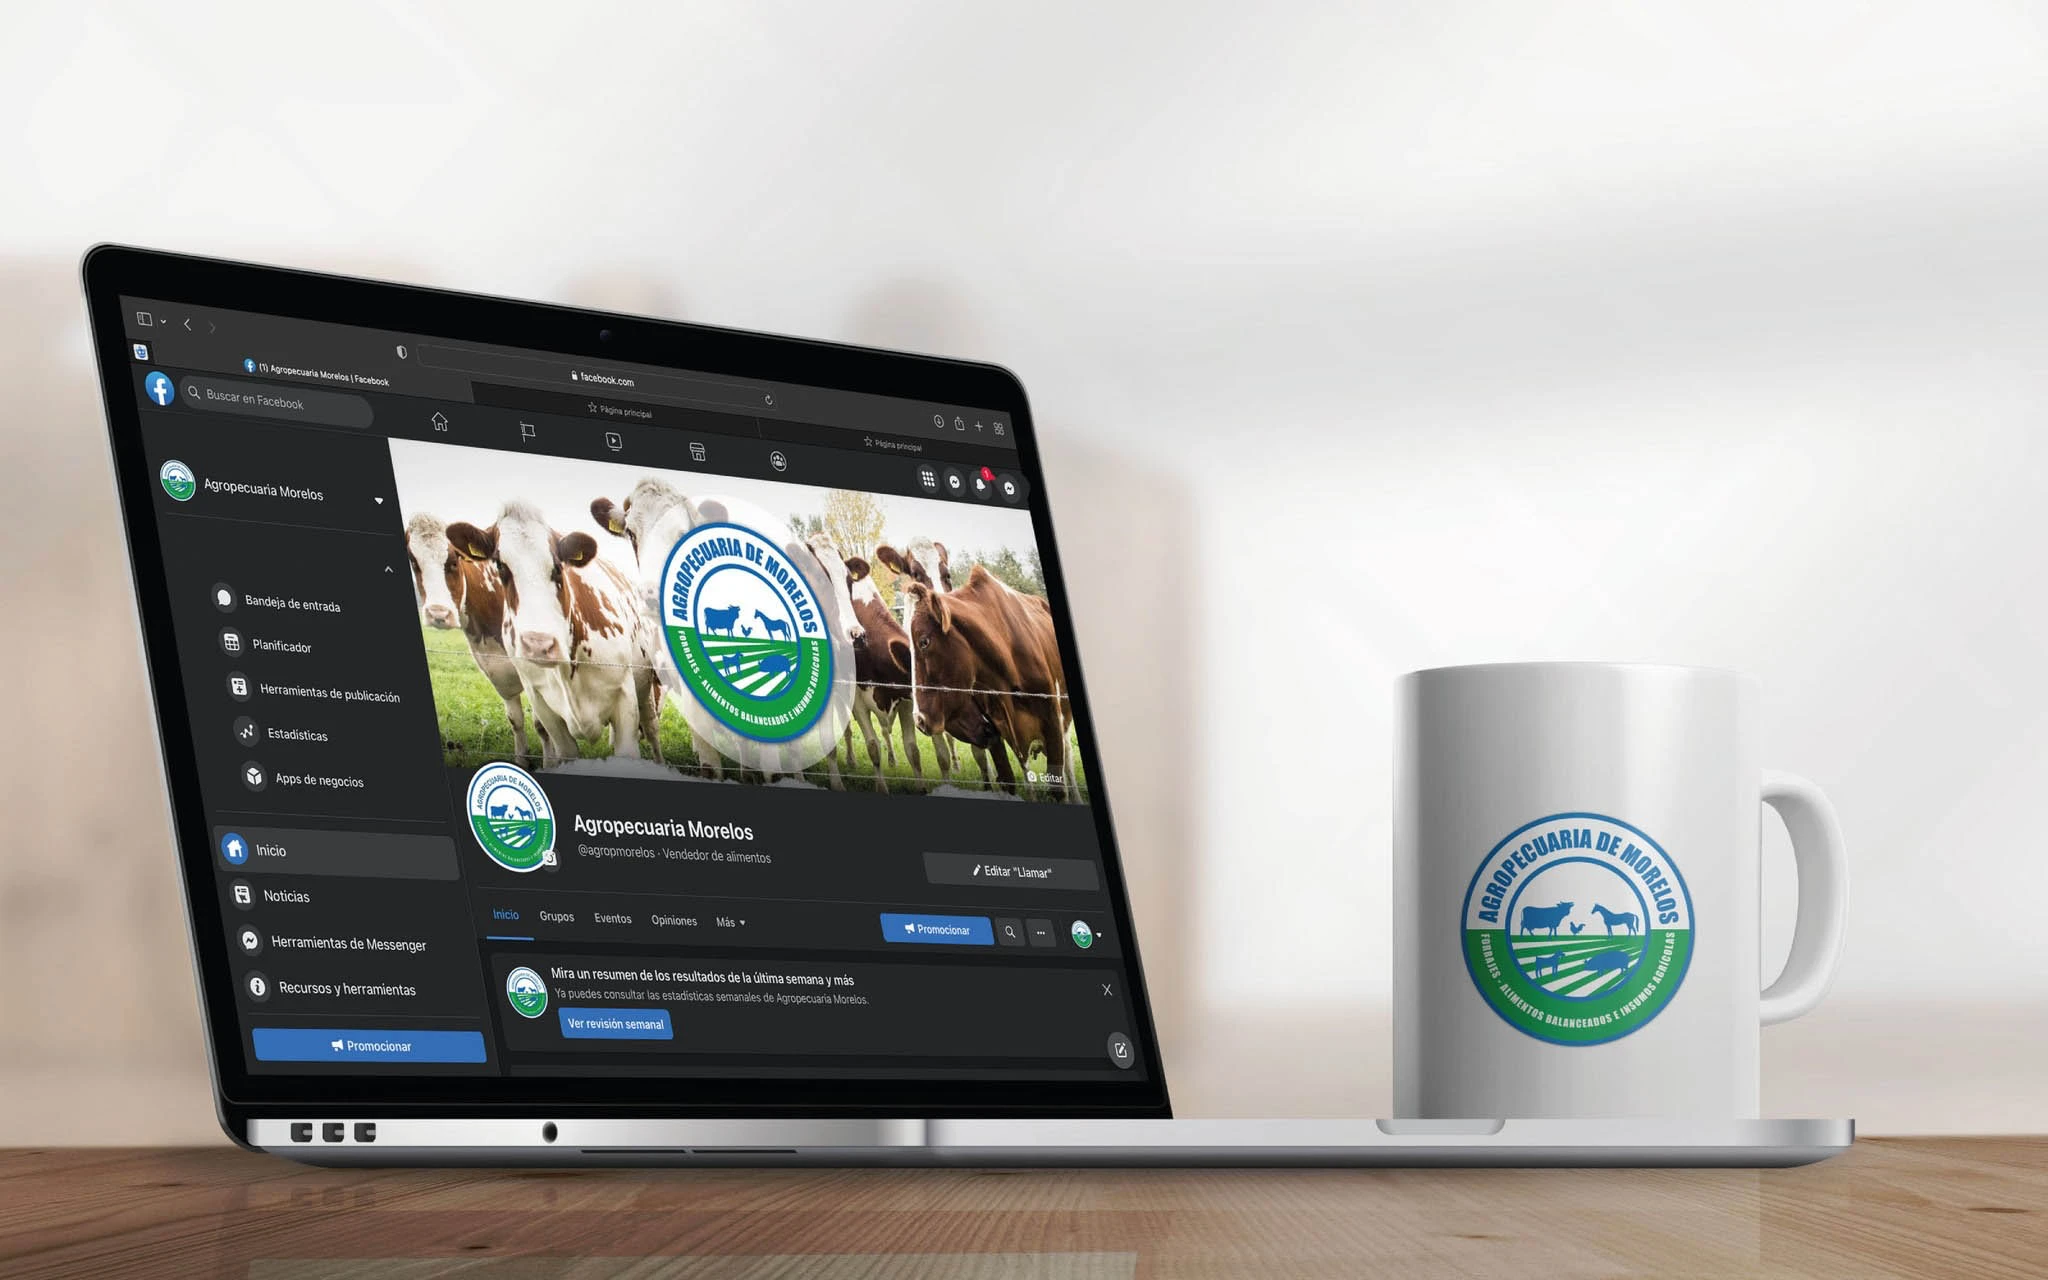 (1) Agropecuaria Morelos | Facebook
facebook.com
Página principal
Página principal
Buscar en Facebook
1
Agropecuaria Morelos
Bandeja de entrada
Planificador
Herramientas de publicación
Estadísticas
Apps de negocios
Inicio
Noticias
Herramientas de Messenger
Recursos y herramientas
Promocionar
AGROPECUARIA DE MORELOS
FORRAJES - ALIMENTOS BALANCEADOS E INSUMOS AGRÍCOLAS
Editar
AGROPECUARIA DE MORELOS
Agropecuaria Morelos
@agropmorelos · Vendedor de alimentos
Editar "Llamar"
Inicio
Grupos
Eventos
Opiniones
Más
Promocionar
Mira un resumen de los resultados de la última semana y más
Ya puedes consultar las estadísticas semanales de Agropecuaria Morelos.
Ver revisión semanal
AGROPECUARIA DE MORELOS
FORRAJES - ALIMENTOS BALANCEADOS E INSUMOS AGRÍCOLAS